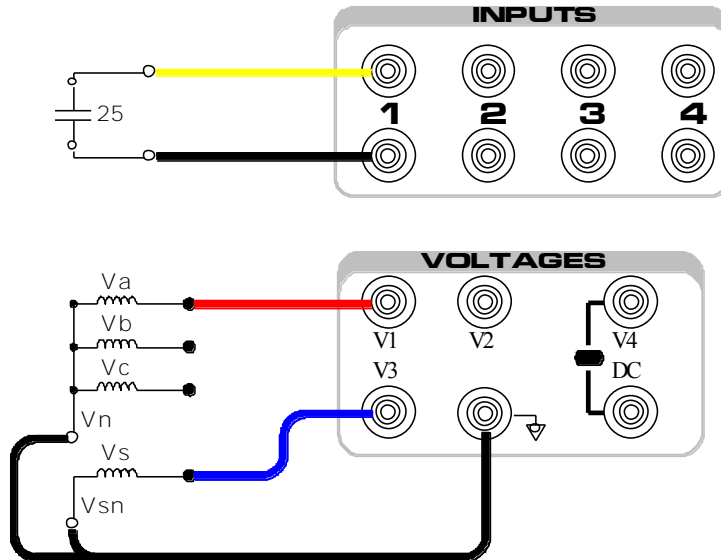 INPUTS
25
1 2 3 4
VOLTAGES
Va
Vb
Vc
Vn
Vs
Vsn
V1 V2 V4
V3 DC